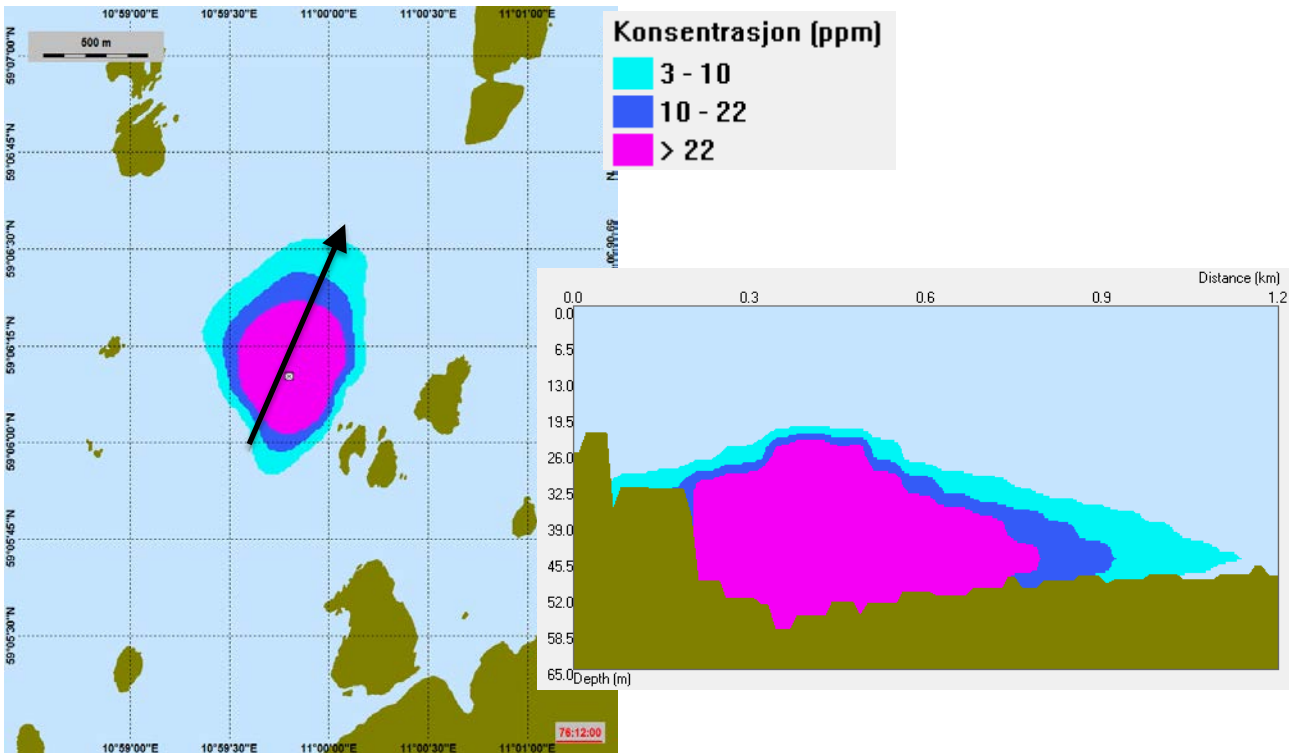 10°59'00"E 10°59'30"E 11°00'00"E 11°00'30"E 11°01'00"E
500 m
59°07'00"N
59°06'45"N
59°06'30"N
59°06'15"N
59°06'00"N
59°05'45"N
59°05'30"N
10°59'00"E 10°59'30"E 11°00'00"E 11°00'30"E 11°01'00"E
76:12:00
Konsentrasjon (ppm)
3 - 10
10 - 22
> 22
N
Distance (km)
0.0 0.3 0.6 0.9 1.2
0.0
6.5
13.0
19.5
26.0
32.5
39.0
45.5
52.0
58.5
65.0
Depth (m)